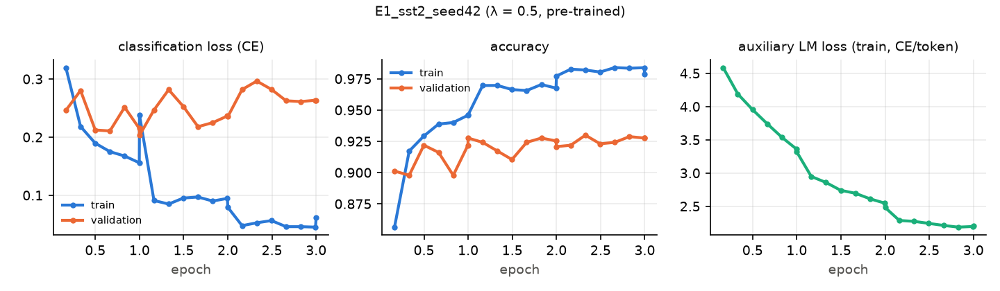 E1_sst2_seed42 (λ = 0.5, pre-trained)
classification loss (CE)
0.3
0.2
0.1
train
validation
0.5 1.0 1.5 2.0 2.5 3.0
epoch
accuracy
0.975
0.950
0.925
0.900
0.875
train
validation
0.5 1.0 1.5 2.0 2.5 3.0
epoch
auxiliary LM loss (train, CE/token)
4.5
4.0
3.5
3.0
2.5
0.5 1.0 1.5 2.0 2.5 3.0
epoch